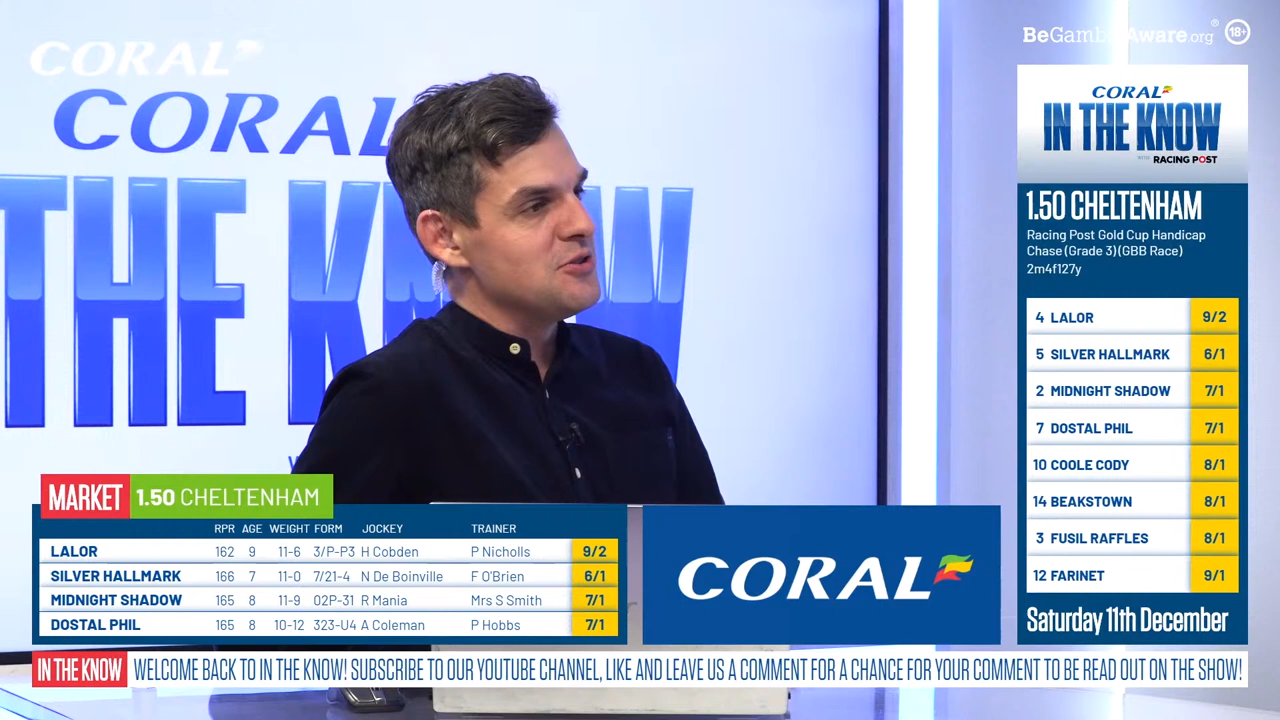 CORAL
BeGambleAware.org® 18+
CORAL
THE KNOW
CORAL
IN THE KNOW
WITH RACING POST
1.50 CHELTENHAM
Racing Post Gold Cup Handicap
Chase (Grade 3) (GBB Race)
2m4f127y
4 LALOR 9/2
5 SILVER HALLMARK 6/1
2 MIDNIGHT SHADOW 7/1
7 DOSTAL PHIL 7/1
10 COOLE CODY 8/1
14 BEAKSTOWN 8/1
3 FUSIL RAFFLES 8/1
12 FARINET 9/1
Saturday 11th December
MARKET 1.50 CHELTENHAM
RPR AGE WEIGHT FORM JOCKEY TRAINER
LALOR 162 9 11-6 3/P-P3 H Cobden P Nicholls 9/2
SILVER HALLMARK 166 7 11-0 7/21-4 N De Boinville F O'Brien 6/1
MIDNIGHT SHADOW 165 8 11-9 02P-31 R Mania Mrs S Smith 7/1
DOSTAL PHIL 165 8 10-12 323-U4 A Coleman P Hobbs 7/1
CORAL
IN THE KNOW WELCOME BACK TO IN THE KNOW! SUBSCRIBE TO OUR YOUTUBE CHANNEL, LIKE AND LEAVE US A COMMENT FOR A CHANCE FOR YOUR COMMENT TO BE READ OUT ON THE SHOW!